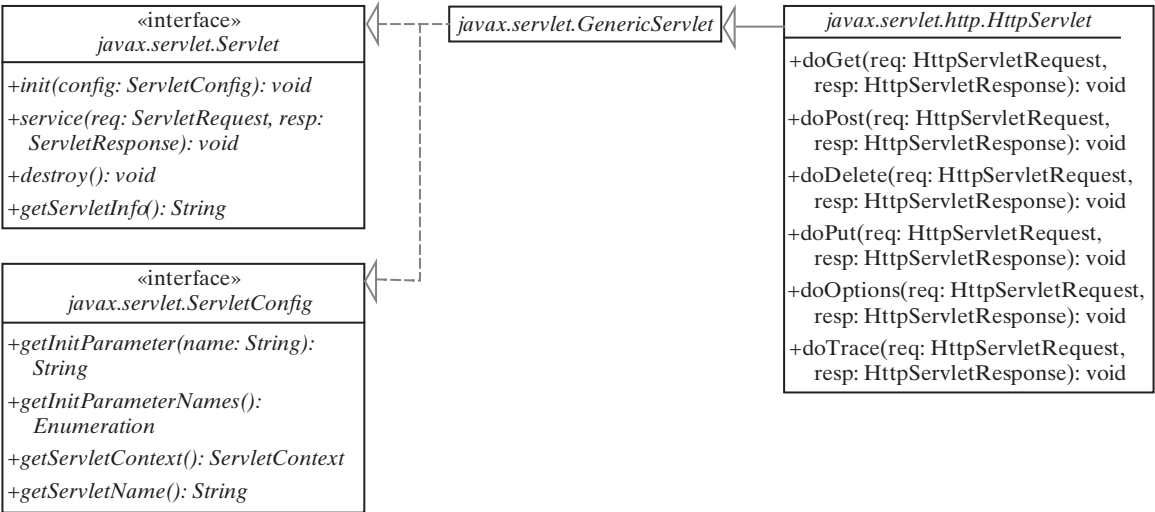 «interface»
javax.servlet.Servlet
+init(config: ServletConfig): void
+service(req: ServletRequest, resp:
ServletResponse): void
+destroy(): void
+getServletInfo(): String
«interface»
javax.servlet.ServletConfig
+getInitParameter(name: String):
String
+getInitParameterNames():
Enumeration
+getServletContext(): ServletContext
+getServletName(): String
javax.servlet.GenericServlet
javax.servlet.http.HttpServlet
+doGet(req: HttpServletRequest,
resp: HttpServletResponse): void
+doPost(req: HttpServletRequest,
resp: HttpServletResponse): void
+doDelete(req: HttpServletRequest,
resp: HttpServletResponse): void
+doPut(req: HttpServletRequest,
resp: HttpServletResponse): void
+doOptions(req: HttpServletRequest,
resp: HttpServletResponse): void
+doTrace(req: HttpServletRequest,
resp: HttpServletResponse): void